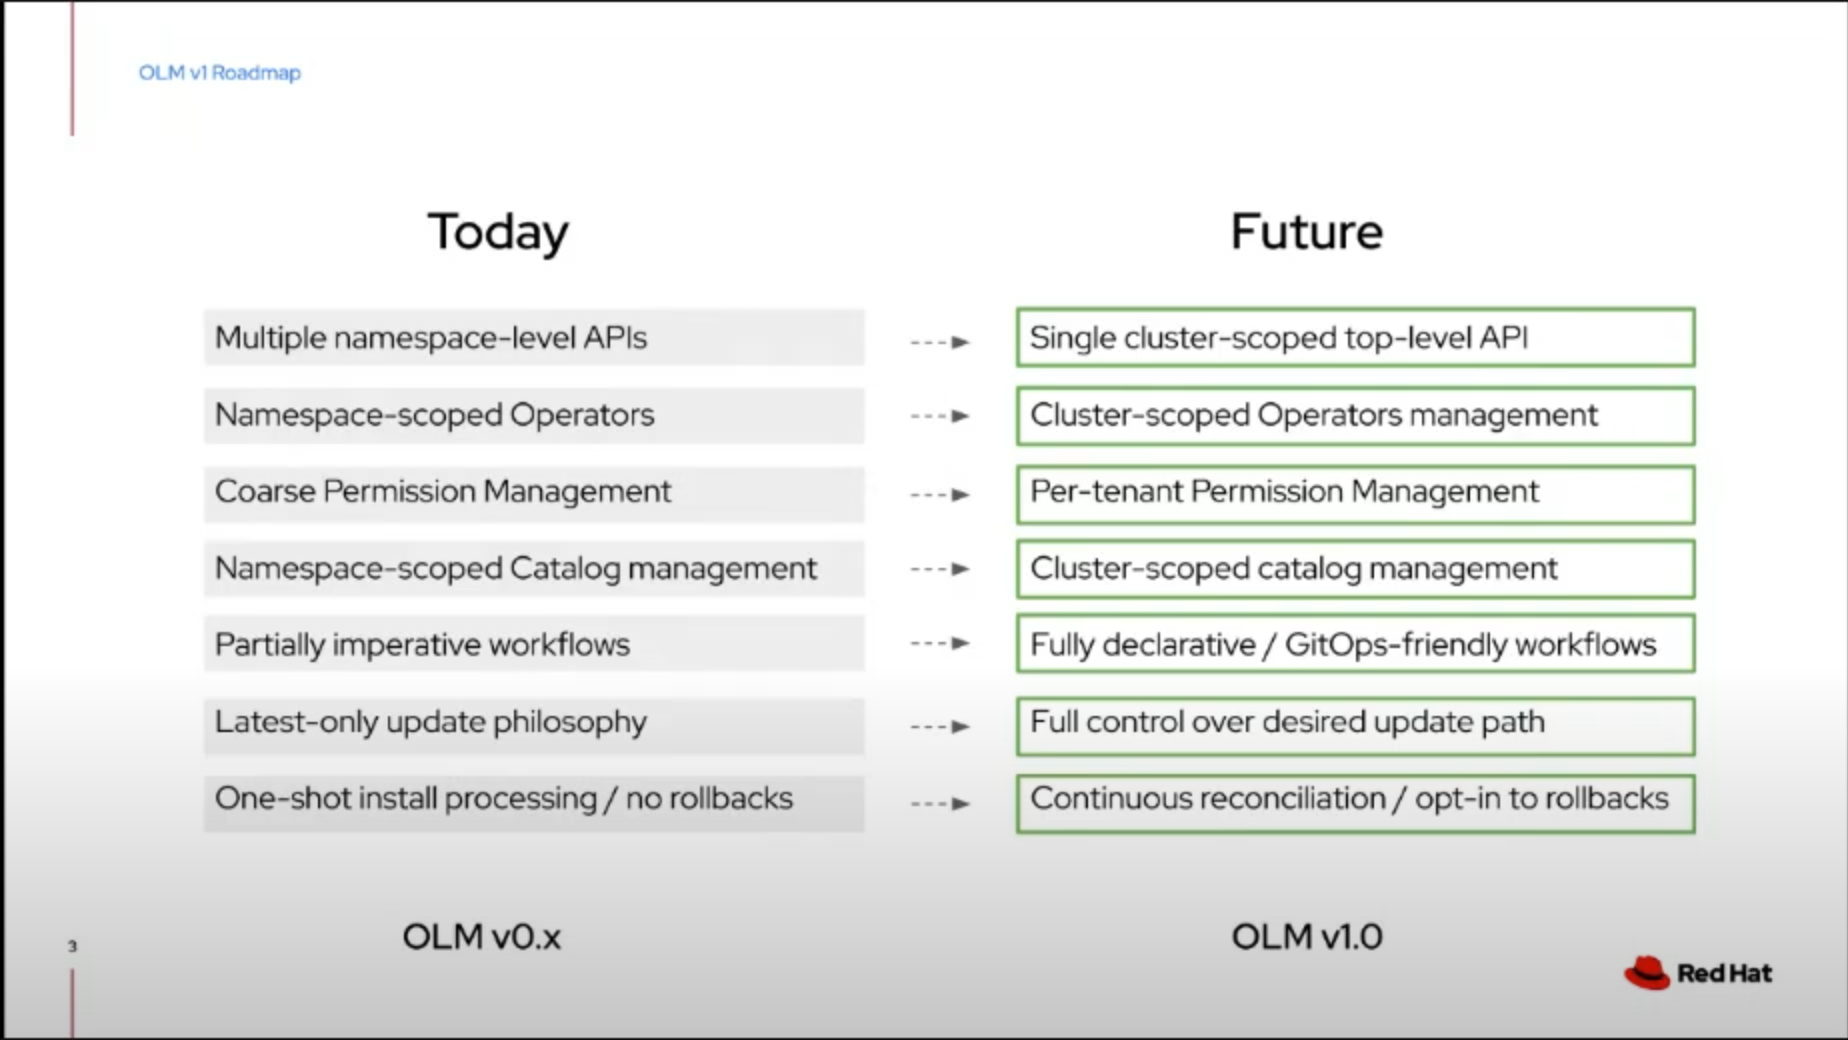 OLM v1 Roadmap
Today
Future
Multiple namespace-level APIs
Single cluster-scoped top-level API
Namespace-scoped Operators
Cluster-scoped Operators management
Coarse Permission Management
Per-tenant Permission Management
Namespace-scoped Catalog management
Cluster-scoped catalog management
Partially imperative workflows
Fully declarative / GitOps-friendly workflows
Latest-only update philosophy
Full control over desired update path
One-shot install processing / no rollbacks
Continuous reconciliation / opt-in to rollbacks
OLM v0.x
OLM v1.0
3
Red Hat